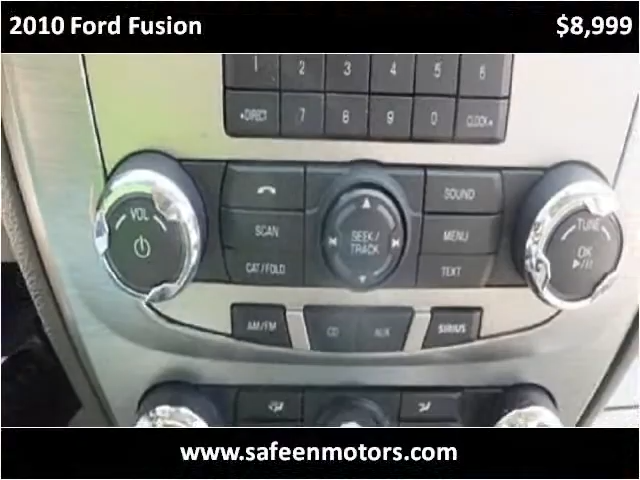 2010 Ford Fusion $8,999
1 2 3 4 5 6
DIRECT 7 8 9 0 CLOCK
VOL
SCAN
CAT/FOLD
SEEK/
TRACK
SOUND
MENU
TEXT
TUNE
OK
AM/FM CD AUX SIRIUS
www.safeenmotors.com